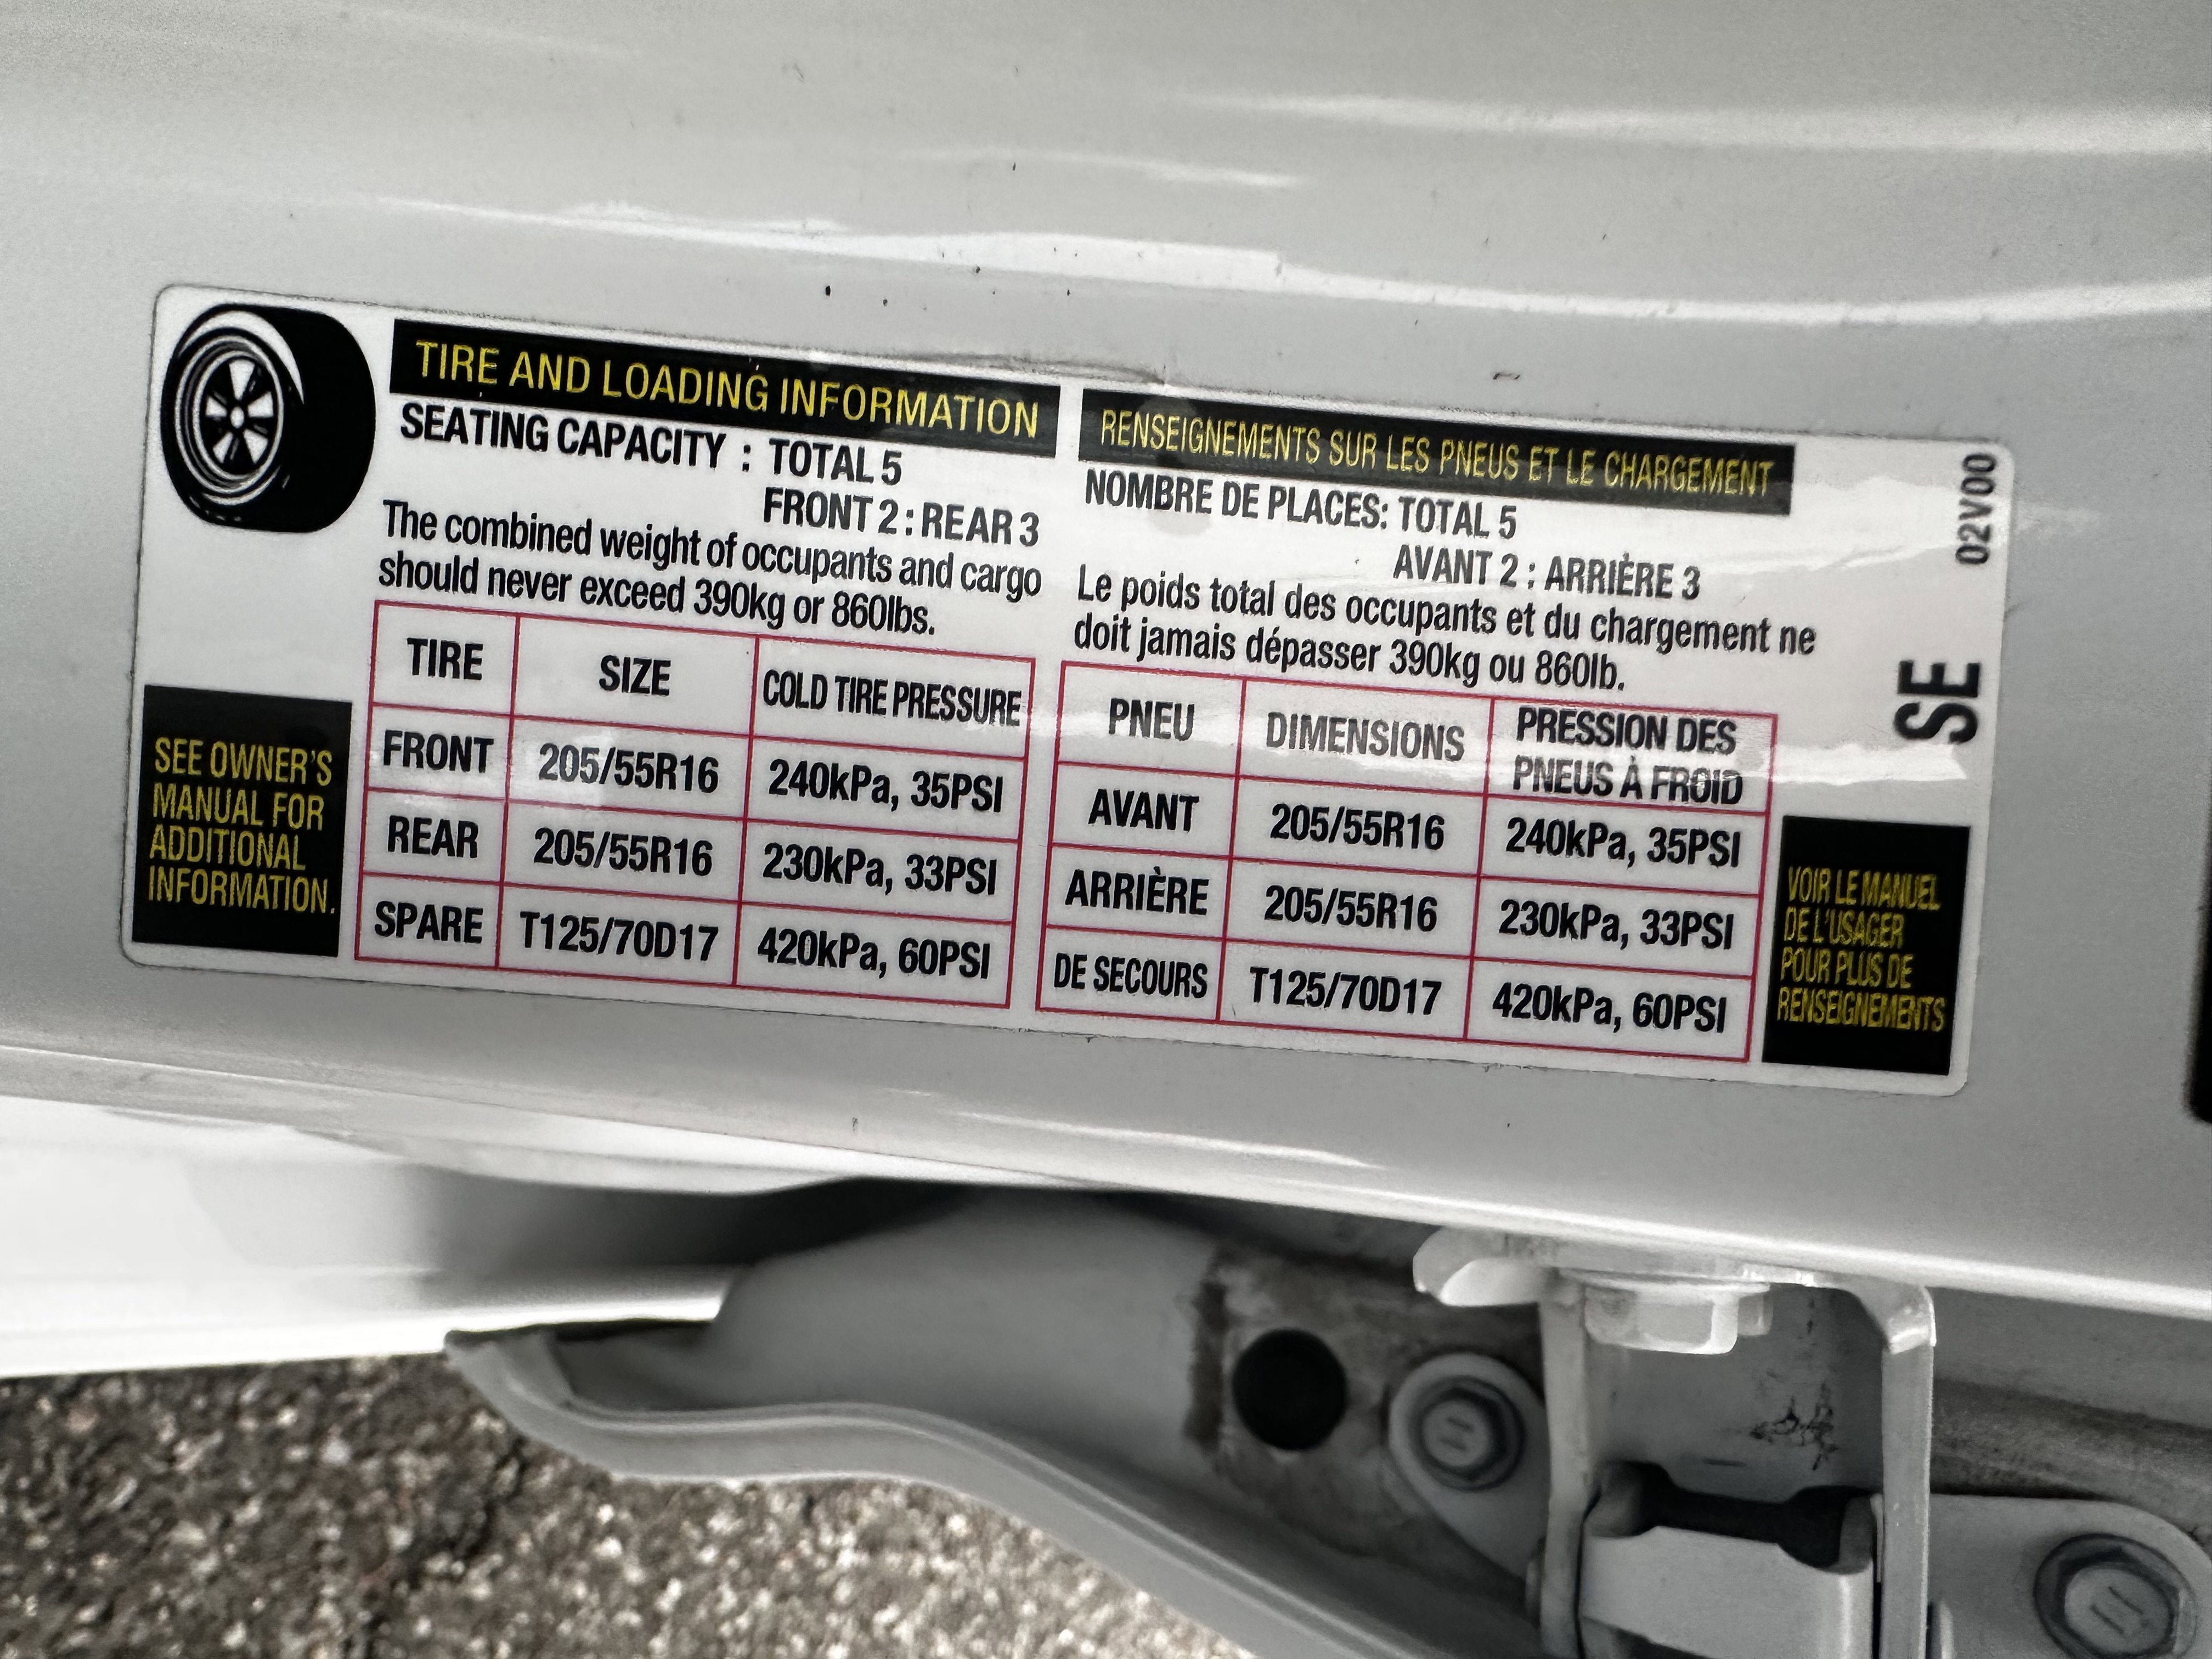 TIRE AND LOADING INFORMATION
SEATING CAPACITY : TOTAL 5
FRONT 2 : REAR 3
The combined weight of occupants and cargo
should never exceed 390kg or 860lbs.
TIRE SIZE COLD TIRE PRESSURE
FRONT 205/55R16 240kPa, 35PSI
REAR 205/55R16 230kPa, 33PSI
SPARE T125/70D17 420kPa, 60PSI
SEE OWNER'S
MANUAL FOR
ADDITIONAL
INFORMATION.
RENSEIGNEMENTS SUR LES PNEUS ET LE CHARGEMENT
NOMBRE DE PLACES: TOTAL 5
AVANT 2 : ARRIÈRE 3
Le poids total des occupants et du chargement ne
doit jamais dépasser 390kg ou 860lb.
PNEU DIMENSIONS PRESSION DES
PNEUS À FROID
AVANT 205/55R16 240kPa, 35PSI
ARRIÈRE 205/55R16 230kPa, 33PSI
DE SECOURS T125/70D17 420kPa, 60PSI
VOIR LE MANUEL
DE L'USAGER
POUR PLUS DE
RENSEIGNEMENTS
02V00
SE